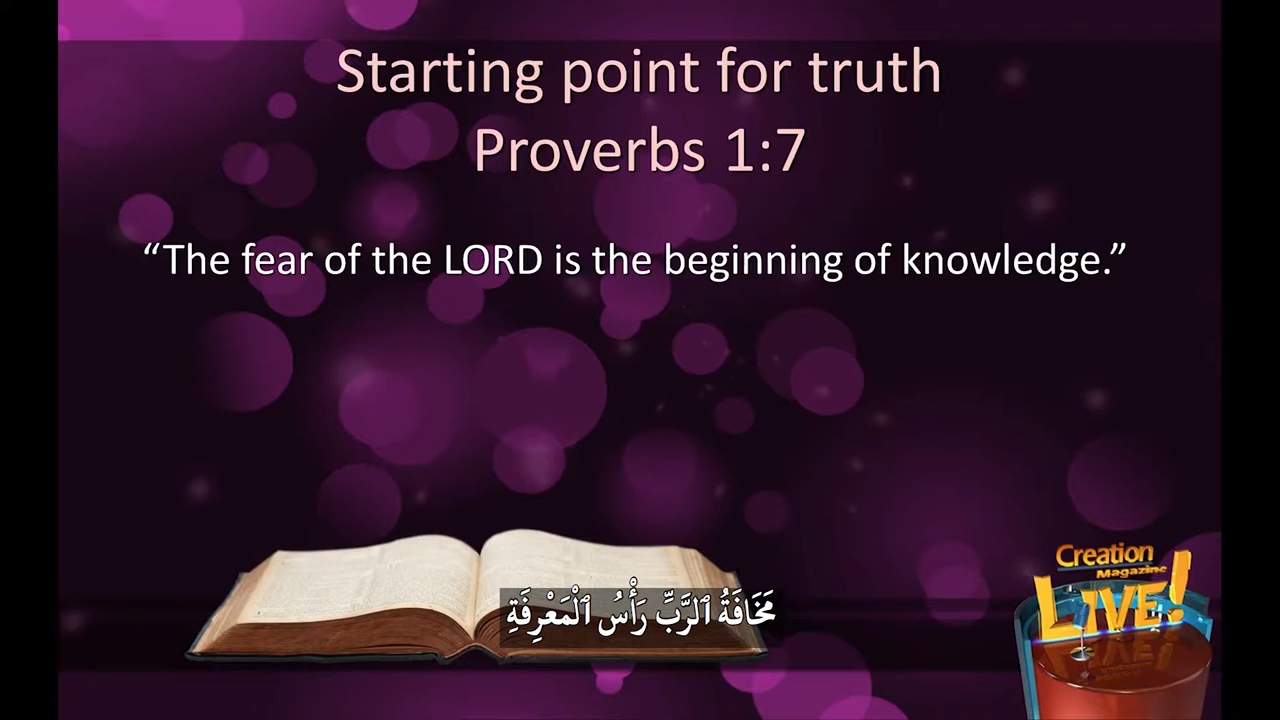 Starting point for truth
Proverbs 1:7
“The fear of the LORD is the beginning of knowledge.”
مَخَافَةُ ٱلرَّبِّ رَأْسُ ٱلْمَعْرِفَةِ
Creation
Magazine
LIVE!